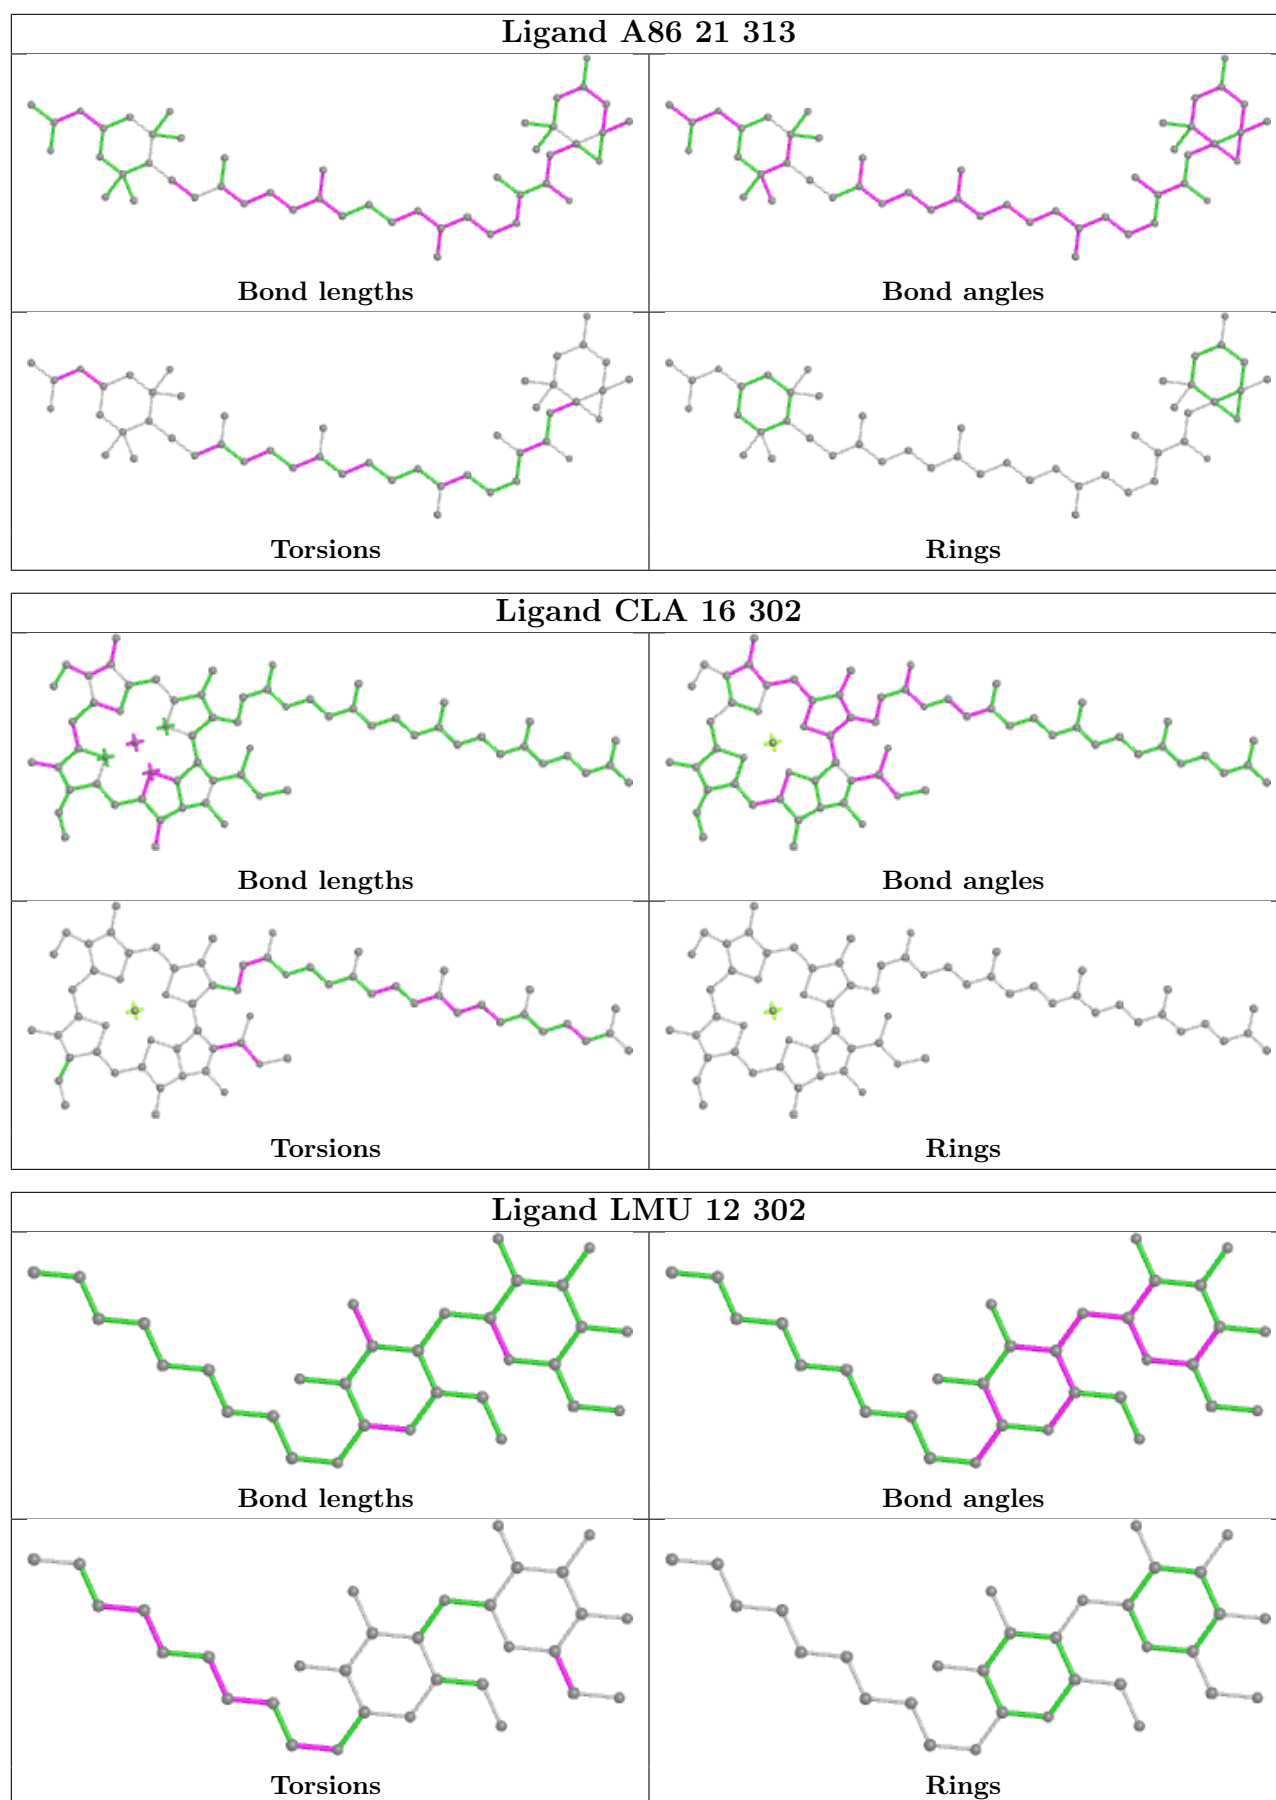 Ligand A86 21 313
Bond lengths
Bond angles
Torsions
Rings
Ligand CLA 16 302
Bond lengths
Bond angles
Torsions
Rings
Ligand LMU 12 302
Bond lengths
Bond angles
Torsions
Rings